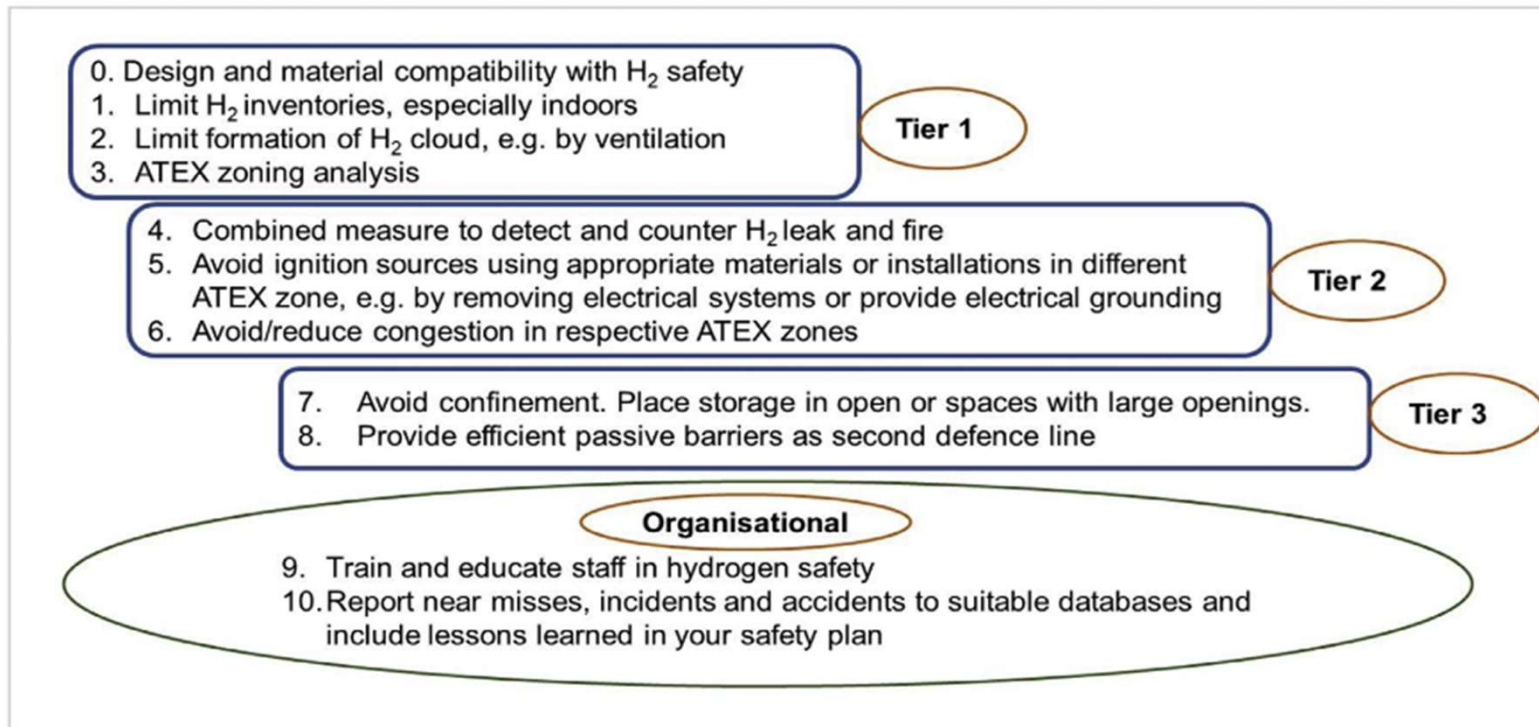 0. Design and material compatibility with H₂ safety
1. Limit H₂ inventories, especially indoors
2. Limit formation of H₂ cloud, e.g. by ventilation
3. ATEX zoning analysis
Tier 1
4. Combined measure to detect and counter H₂ leak and fire
5. Avoid ignition sources using appropriate materials or installations in different
ATEX zone, e.g. by removing electrical systems or provide electrical grounding
6. Avoid/reduce congestion in respective ATEX zones
Tier 2
7. Avoid confinement. Place storage in open or spaces with large openings.
8. Provide efficient passive barriers as second defence line
Tier 3
Organisational
9. Train and educate staff in hydrogen safety
10. Report near misses, incidents and accidents to suitable databases and
include lessons learned in your safety plan